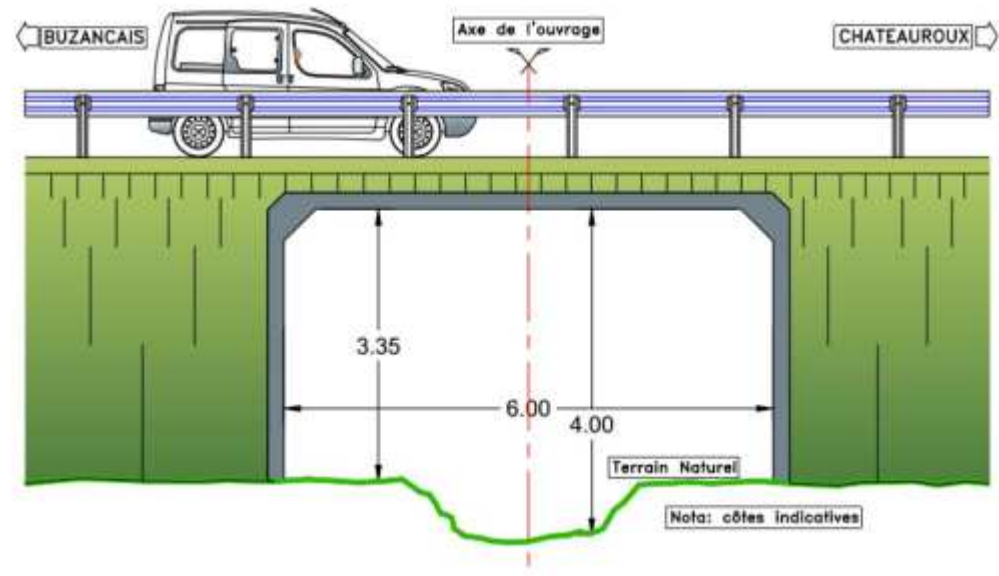 BUZANCAIS
Axe de l'ouvrage
CHATEAUROUX
3.35
6.00
4.00
Terrain Naturel
Nota: côtes indicatives